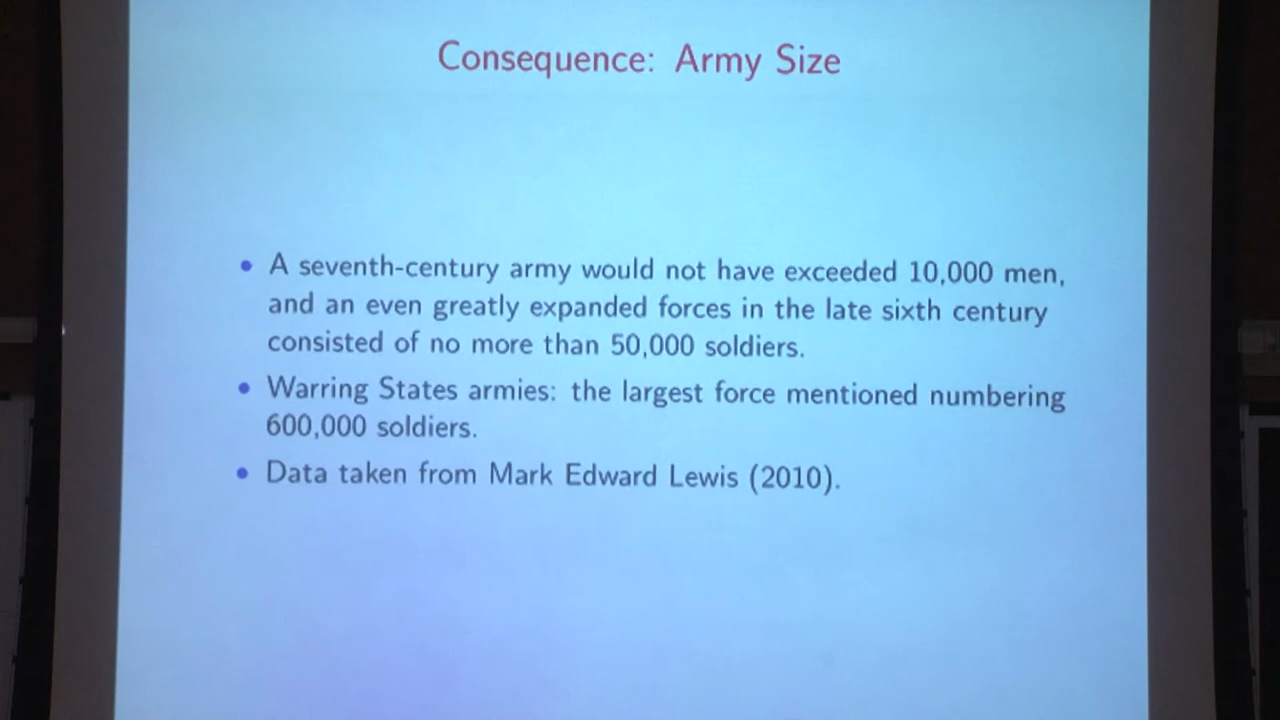 Consequence: Army Size
• A seventh-century army would not have exceeded 10,000 men,
and an even greatly expanded forces in the late sixth century
consisted of no more than 50,000 soldiers.
• Warring States armies: the largest force mentioned numbering
600,000 soldiers.
• Data taken from Mark Edward Lewis (2010).